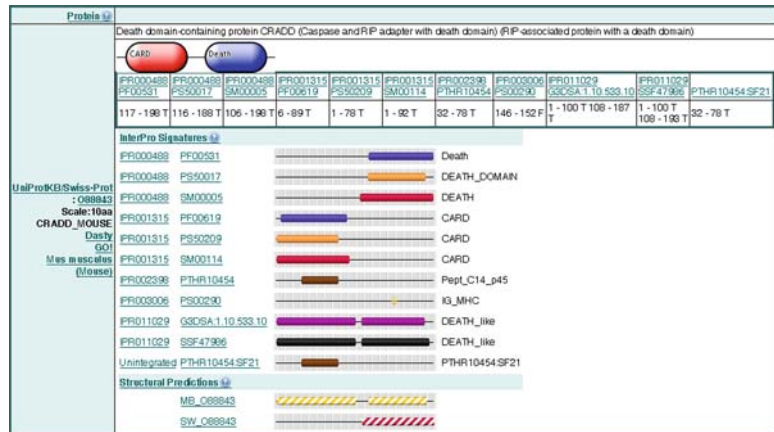 Protein
Death domain-containing protein CRADD (Caspase and RIP adapter with death domain) (RIP-associated protein with a death domain)
CARD Death
IPR000488 IPR000488 IPR000488 IPR001315 IPR001315 IPR001315 IPR002398 IPR003006 IPR011029 IPR011029
PF00531 PS50017 SM00005 PF00619 PS50209 SM00114 PTHR10454 PS00290 G3DSA:1.10.533.10 SSF47986 PTHR10454:SF21
117 - 198 T 116 - 188 T 106 - 198 T 6 - 89 T 1 - 78 T 1 - 92 T 32 - 78 T 146 - 152 F 1 - 100 T 108 - 187 T 1 - 100 T 108 - 193 T 32 - 78 T
UniProtKB/Swiss-Prot
: O88843
Scale:10aa
CRADD_MOUSE
Dasty
GO!
Mus musculus
(Mouse)
InterPro Signatures
IPR000488 PF00531 Death
IPR000488 PS50017 DEATH_DOMAIN
IPR000488 SM00005 DEATH
IPR001315 PF00619 CARD
IPR001315 PS50209 CARD
IPR001315 SM00114 CARD
IPR002398 PTHR10454 Pept_C14_p45
IPR003006 PS00290 IG_MHC
IPR011029 G3DSA:1.10.533.10 DEATH_like
IPR011029 SSF47986 DEATH_like
Unintegrated PTHR10454:SF21 PTHR10454:SF21
Structural Predictions
MB_O88843
SW_O88843